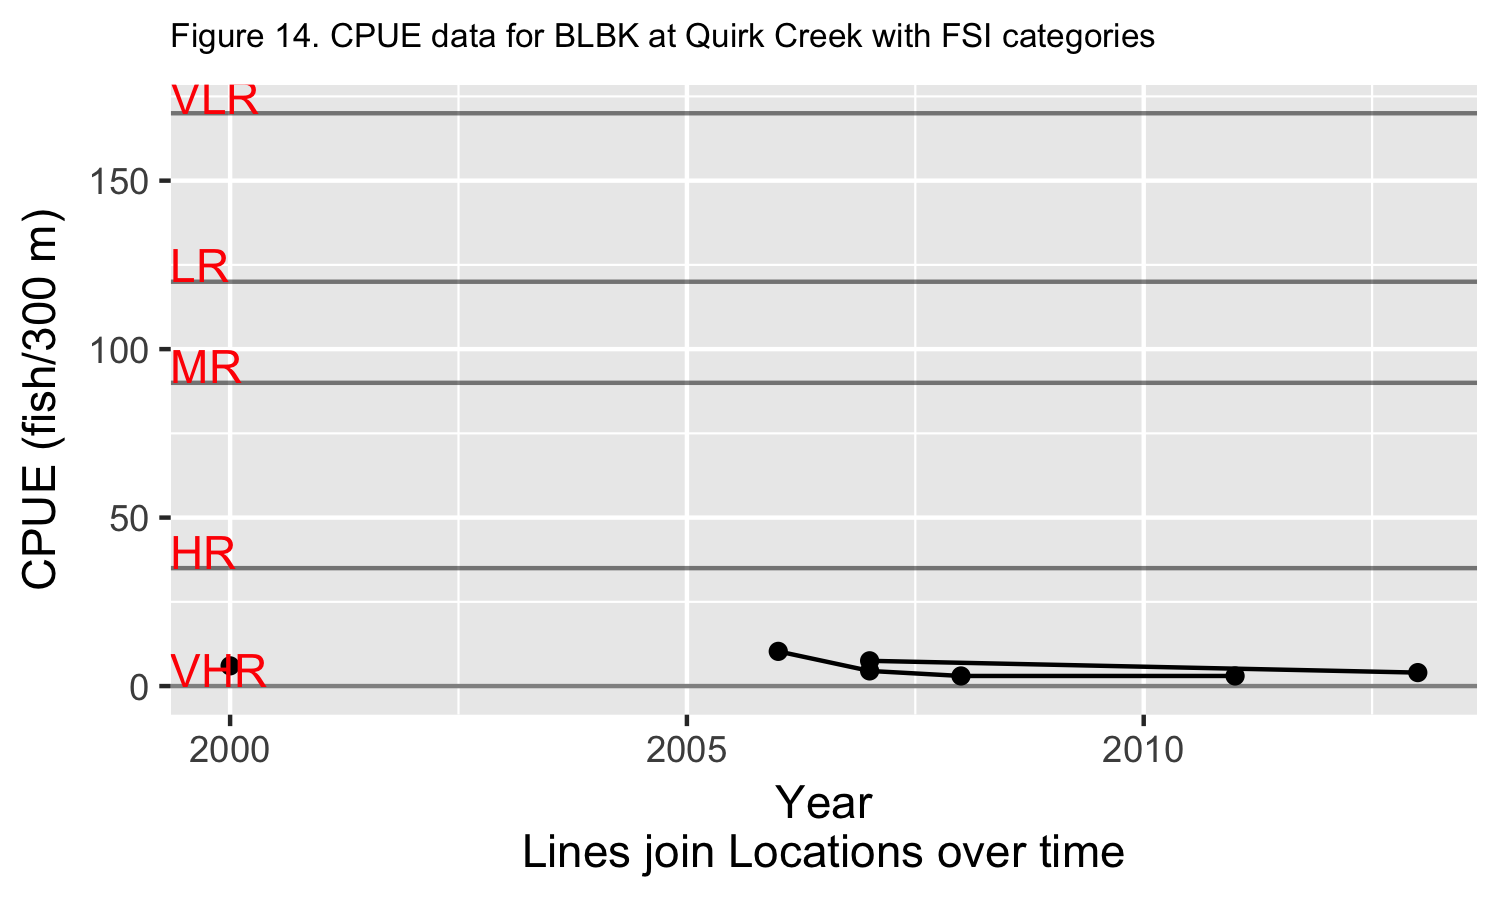 Figure 14. CPUE data for BLBK at Quirk Creek with FSI categories
VLR
150
LR
100
MR
50
HR
VHR
0
CPUE (fish/300 m)
2000 2005 2010
Year
Lines join Locations over time